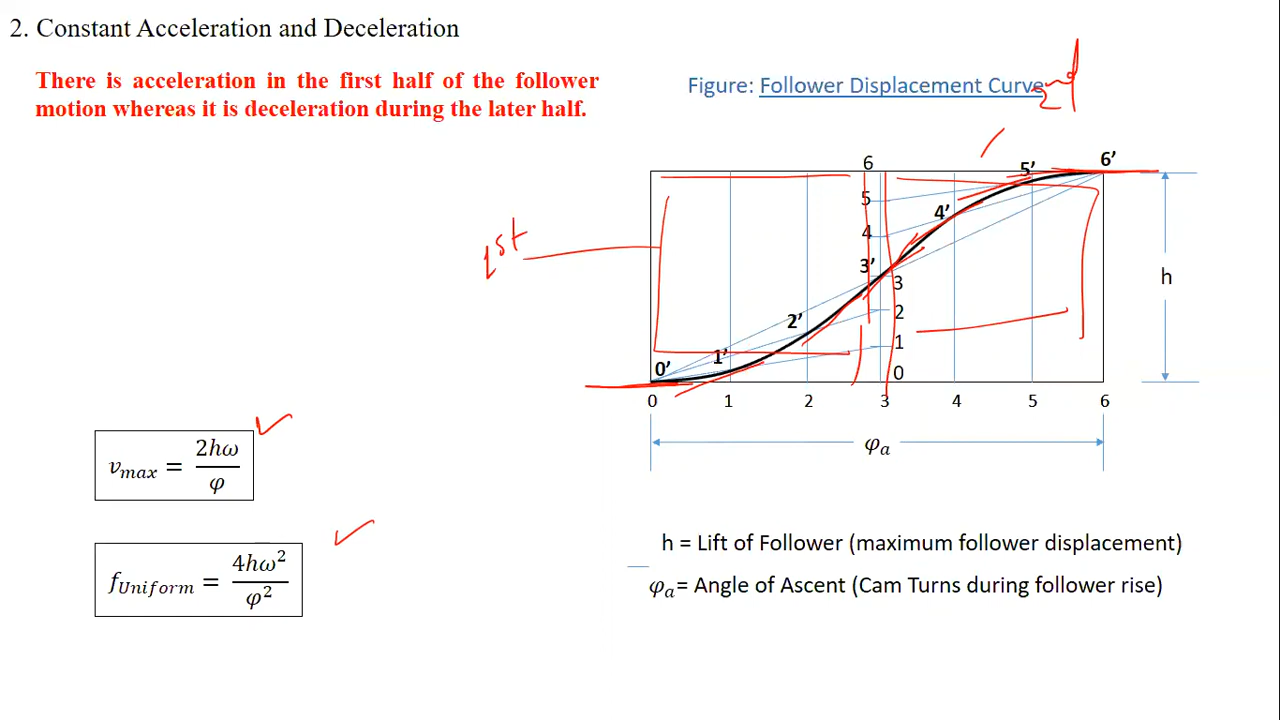 2. Constant Acceleration and Deceleration
There is acceleration in the first half of the follower
motion whereas it is deceleration during the later half.
Figure: Follower Displacement Curve
2nd
6
5'
6'
5
4'
4
1st
3'
3
2'
2
1'
1
0'
0
h
0 1 2 3 4 5 6
φₐ
vₘₐₓ = 2hω / φ
f_Uniform = 4hω² / φ²
h = Lift of Follower (maximum follower displacement)
φₐ= Angle of Ascent (Cam Turns during follower rise)